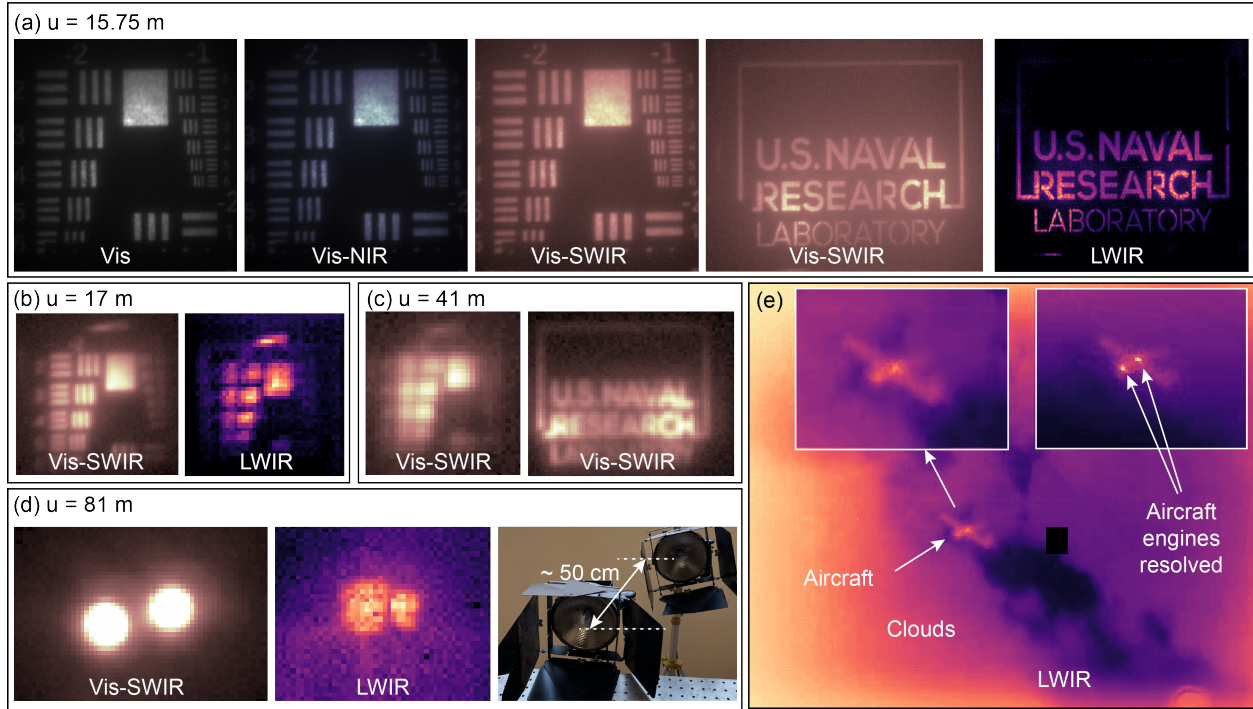 (a) u = 15.75 m
-2 -1
Vis
-2 -1
Vis-NIR
-2 -1
Vis-SWIR
U.S. NAVAL
RESEARCH
LABORATORY
Vis-SWIR
U.S. NAVAL
RESEARCH
LABORATORY
LWIR
(b) u = 17 m
Vis-SWIR
LWIR
(c) u = 41 m
Vis-SWIR
U.S. NAVAL
RESEARCH
Vis-SWIR
(d) u = 81 m
Vis-SWIR
LWIR
~ 50 cm
(e)
Aircraft
Clouds
Aircraft
engines
resolved
LWIR